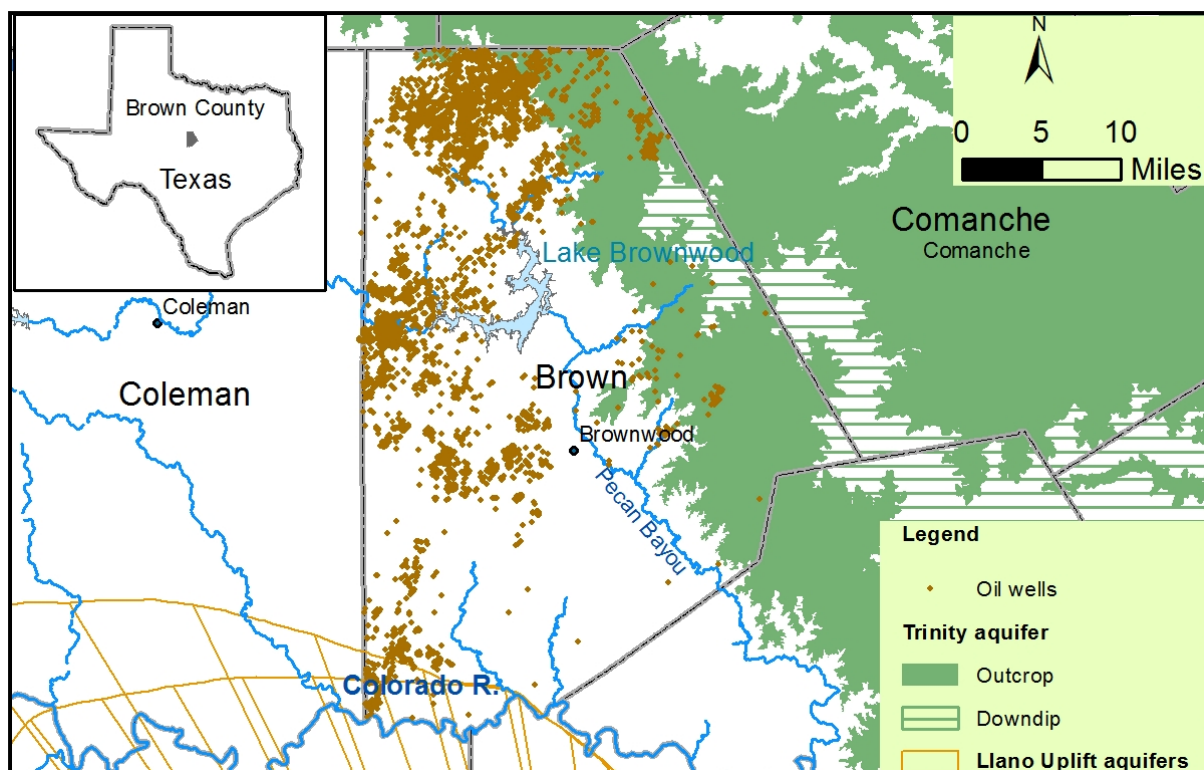 Brown County
Texas
N
0 5 10
Miles
Comanche
Comanche
Lake Brownwood
Coleman
Coleman
Brown
Brownwood
Pecan Bayou
Colorado R.
Legend
Oil wells
Trinity aquifer
Outcrop
Downdip
Llano Uplift aquifers